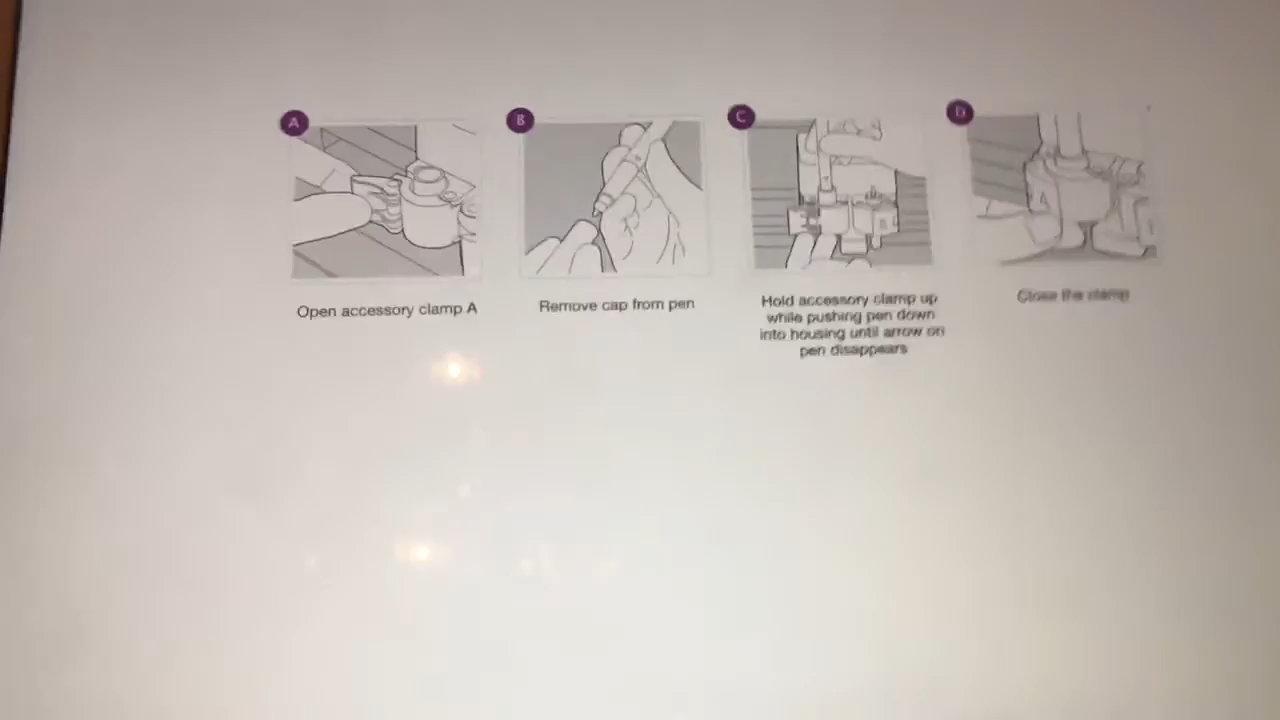 A
B
C
D
A
B
Open accessory clamp A
Remove cap from pen
Hold accessory clamp up
while pushing pen down
into housing until arrow on
pen disappears
Close the clamp